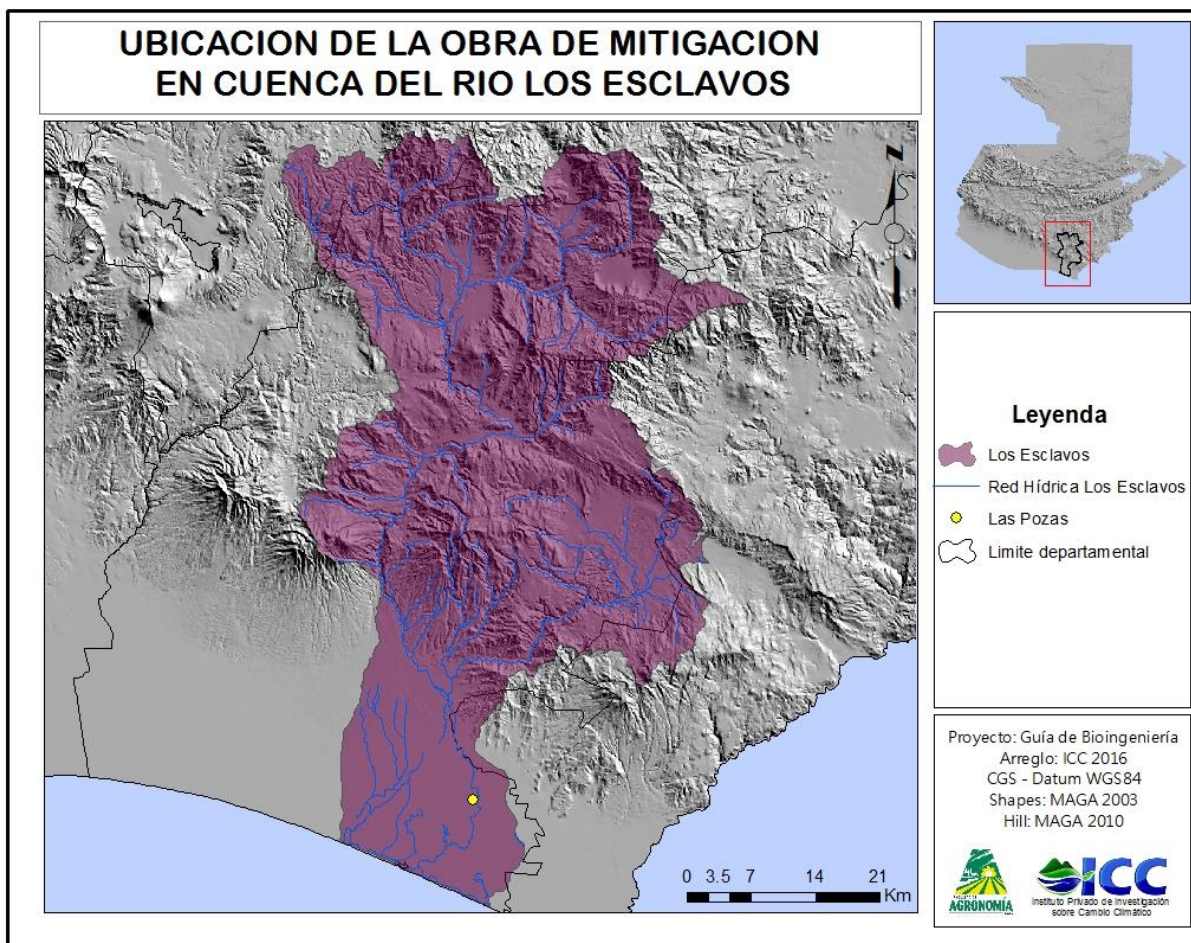 UBICACION DE LA OBRA DE MITIGACION
EN CUENCA DEL RIO LOS ESCLAVOS
0 3.5 7 14 21
Km
Leyenda
Los Esclavos
Red Hídrica Los Esclavos
Las Pozas
Limite departamental
Proyecto: Guía de Bioingeniería
Arreglo: ICC 2016
CGS - Datum WGS84
Shapes: MAGA 2003
Hill: MAGA 2010
AGRONOMÍA
ICC
Instituto Privado de Investigación
sobre Cambio Climático